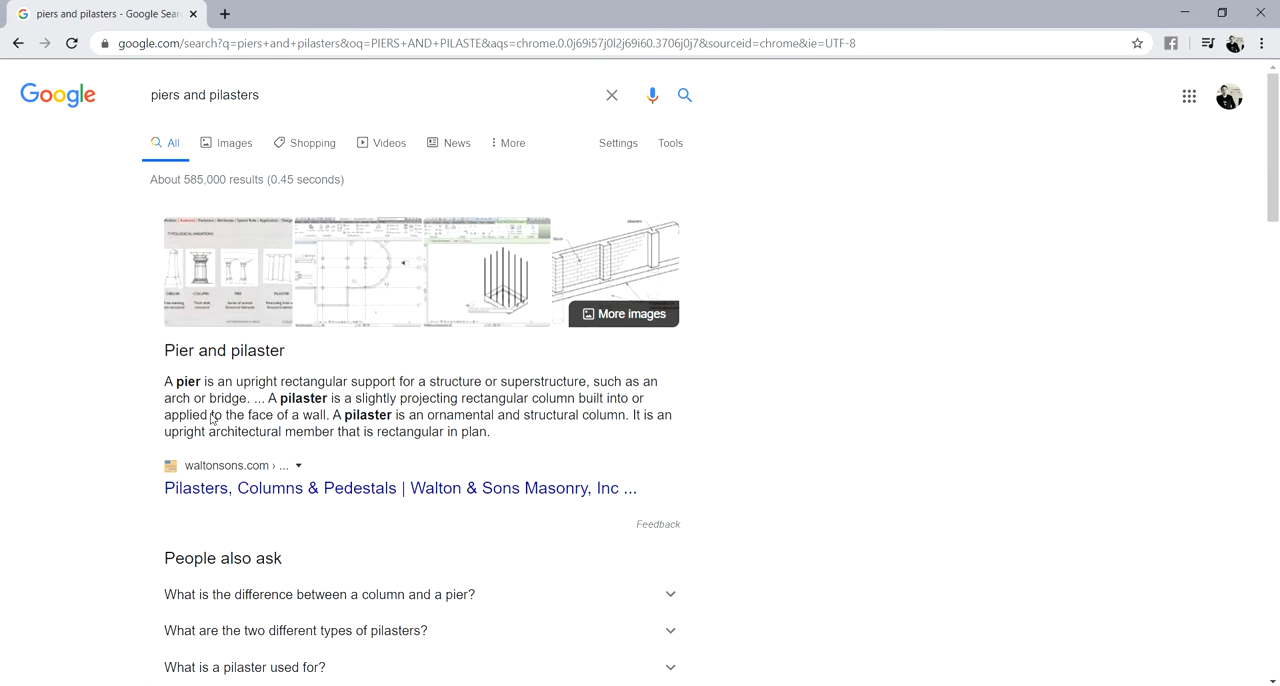 piers and pilasters - Google Sear
google.com/search?q=piers+and+pilasters&oq=PIERS+AND+PILASTE&aqs=chrome.0.0j69i57j0l2j69i60.3706j0j7&sourceid=chrome&ie=UTF-8
Google
piers and pilasters
All Images Shopping Videos News More Settings Tools
About 585,000 results (0.45 seconds)
TYPOLOGICAL VARIATIONS
COLUMN PIER
More images
Pier and pilaster
A pier is an upright rectangular support for a structure or superstructure, such as an
arch or bridge. ... A pilaster is a slightly projecting rectangular column built into or
applied to the face of a wall. A pilaster is an ornamental and structural column. It is an
upright architectural member that is rectangular in plan.
waltonsons.com › ...
Pilasters, Columns & Pedestals | Walton & Sons Masonry, Inc ...
Feedback
People also ask
What is the difference between a column and a pier?
What are the two different types of pilasters?
What is a pilaster used for?